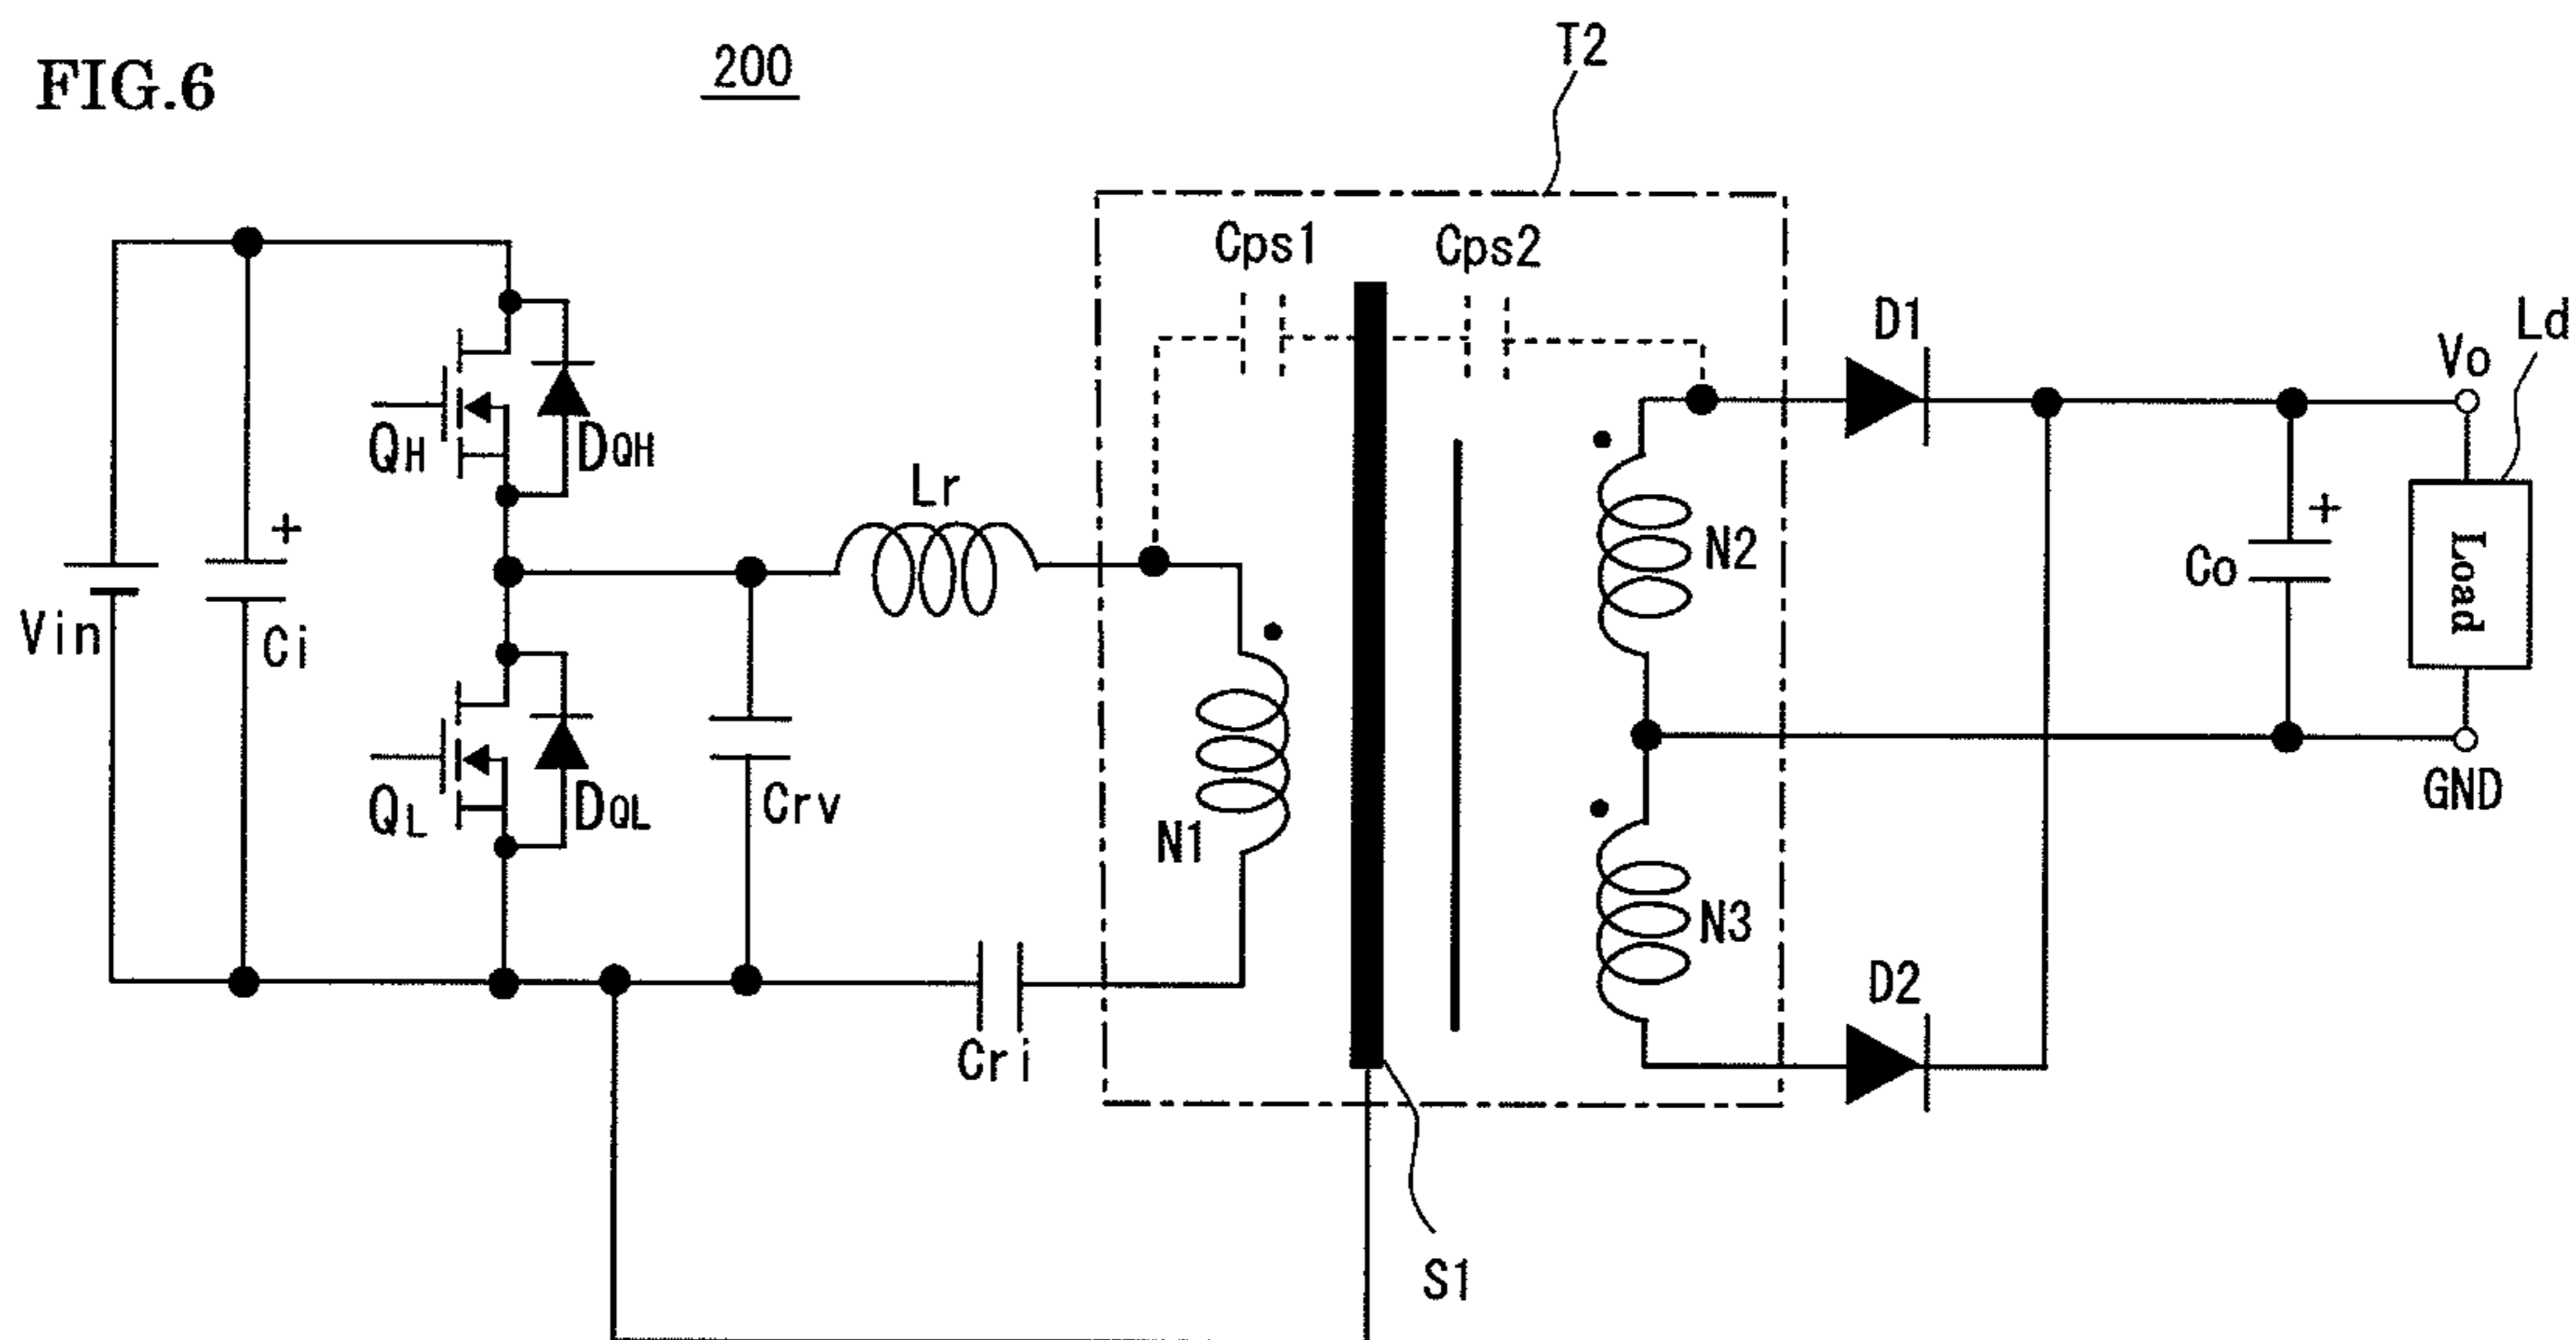 FIG.6
200
T2
Cps1
Cps2
D1
Vo
Ld
QH
DQH
Lr
+
N2
+
Co
Load
Vin
Ci
QL
DQL
Crv
N1
GND
N3
D2
Cri
S1